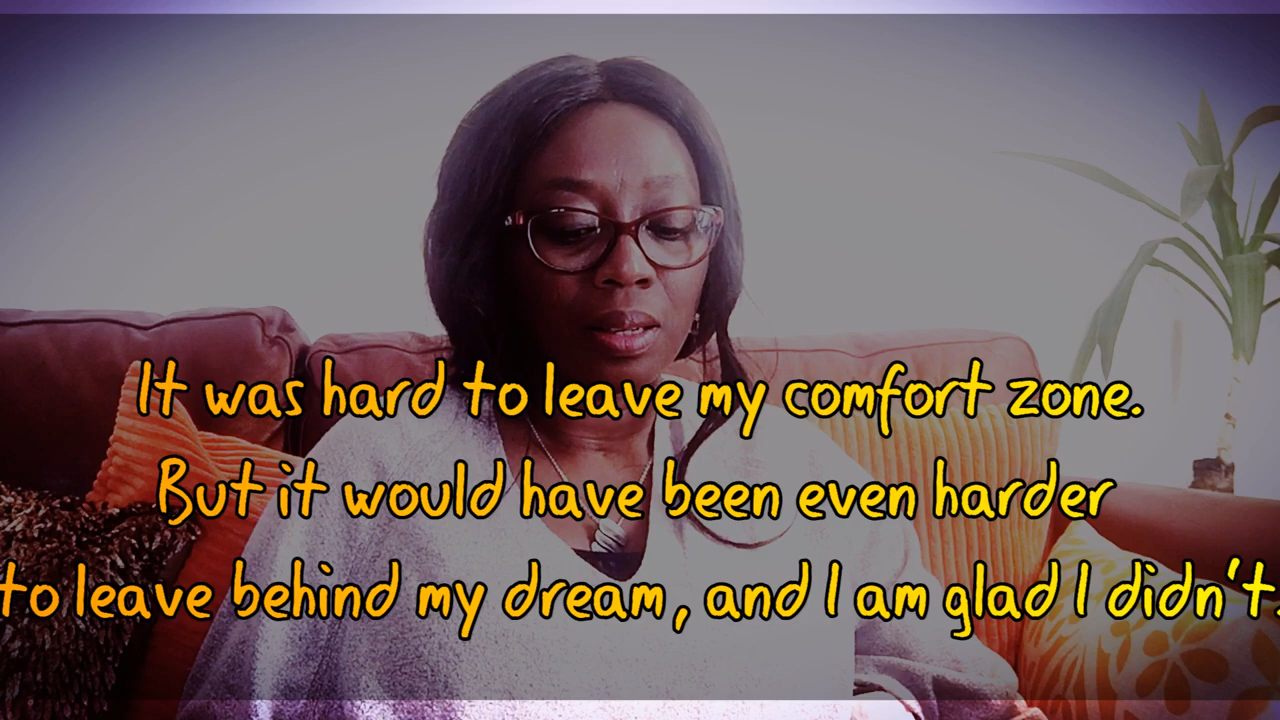 It was hard to leave my comfort zone.
But it would have been even harder
to leave behind my dream, and I am glad I didn't.